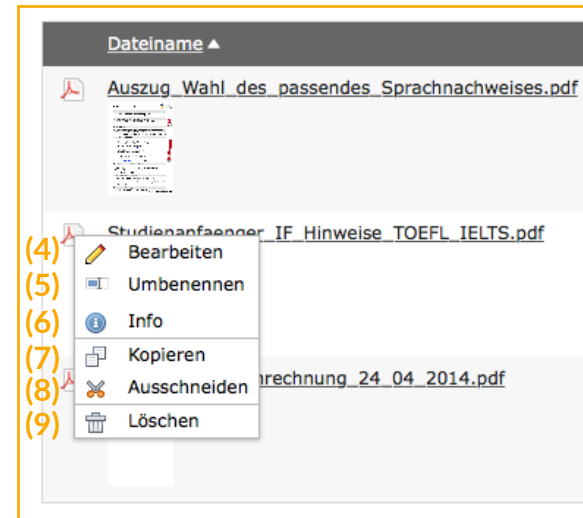 Dateiname ▲
Auszug_Wahl_des_passendes_Sprachnachweises.pdf
Studienanfaenger_IF_Hinweise_TOEFL_IELTS.pdf
(4) Bearbeiten
(5) Umbenennen
(6) Info
(7) Kopieren
(8) Ausschneiden nrechnung_24_04_2014.pdf
(9) Löschen